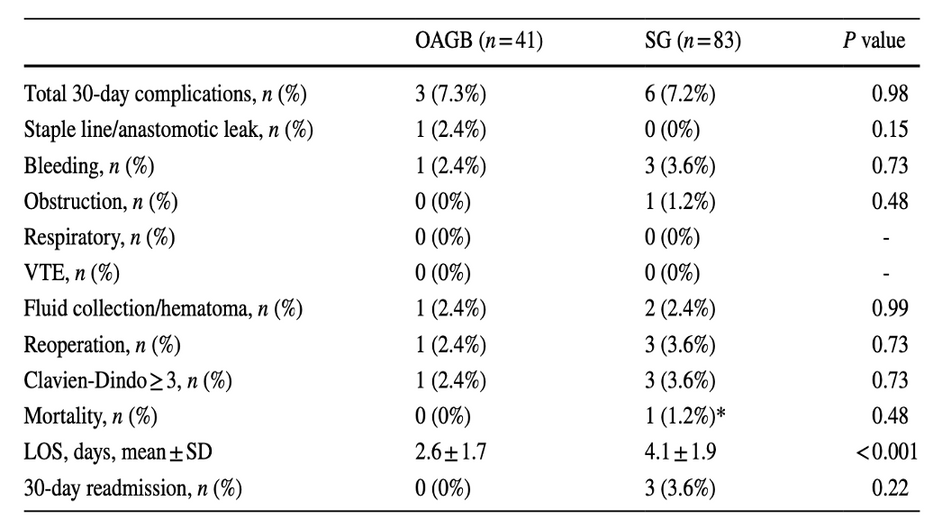 OAGB (n=41) SG (n=83) P value
Total 30-day complications, n (%) 3 (7.3%) 6 (7.2%) 0.98
Staple line/anastomotic leak, n (%) 1 (2.4%) 0 (0%) 0.15
Bleeding, n (%) 1 (2.4%) 3 (3.6%) 0.73
Obstruction, n (%) 0 (0%) 1 (1.2%) 0.48
Respiratory, n (%) 0 (0%) 0 (0%) -
VTE, n (%) 0 (0%) 0 (0%) -
Fluid collection/hematoma, n (%) 1 (2.4%) 2 (2.4%) 0.99
Reoperation, n (%) 1 (2.4%) 3 (3.6%) 0.73
Clavien-Dindo≥3, n (%) 1 (2.4%) 3 (3.6%) 0.73
Mortality, n (%) 0 (0%) 1 (1.2%)* 0.48
LOS, days, mean±SD 2.6±1.7 4.1±1.9 <0.001
30-day readmission, n (%) 0 (0%) 3 (3.6%) 0.22